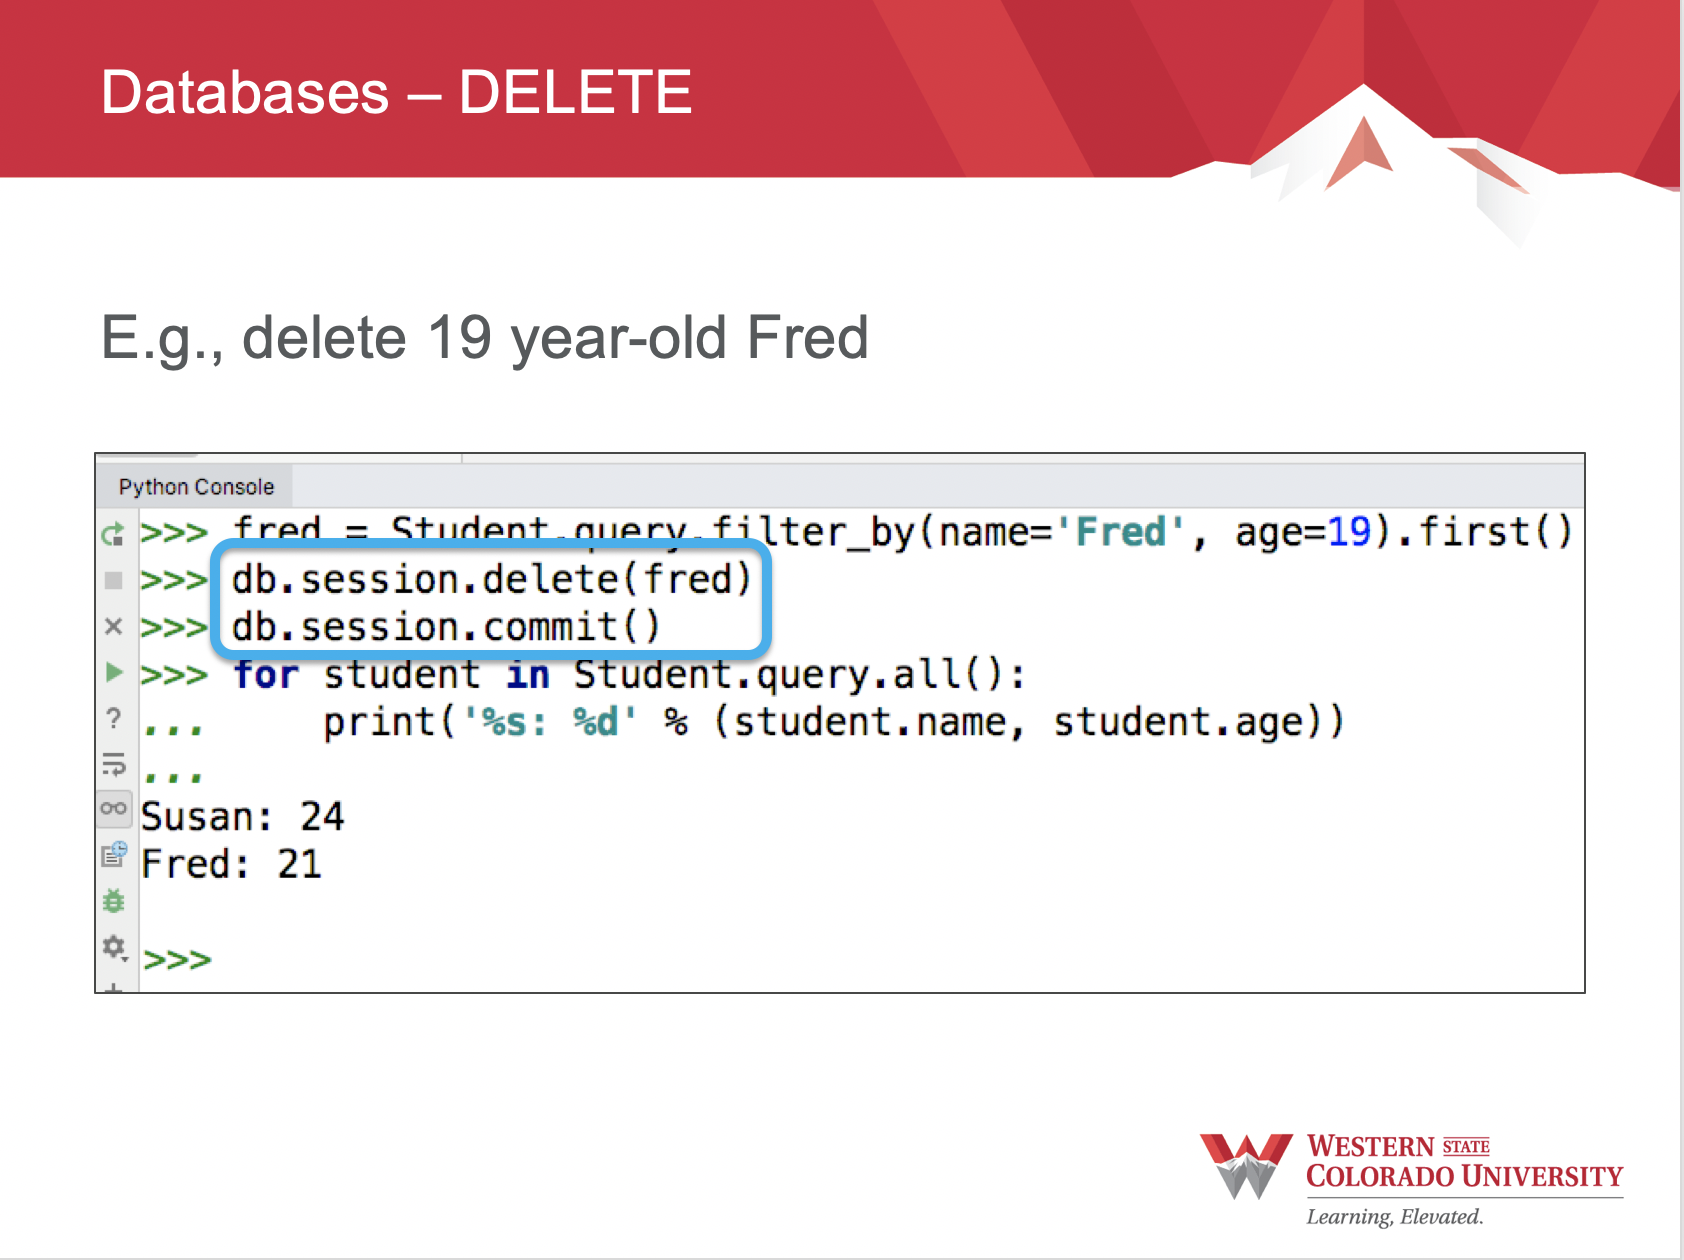 Databases – DELETE
E.g., delete 19 year-old Fred
Python Console
>>> fred = Student.query.filter_by(name='Fred', age=19).first()
>>> db.session.delete(fred)
>>> db.session.commit()
>>> for student in Student.query.all():
...     print('%s: %d' % (student.name, student.age))
...
Susan: 24
Fred: 21
>>>
WESTERN STATE
COLORADO UNIVERSITY
Learning, Elevated.